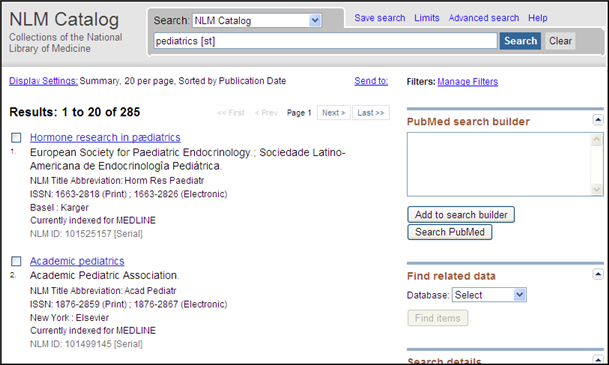 NLM Catalog
Collections of the National
Library of Medicine
Search: NLM Catalog
Save search Limits Advanced search Help
pediatrics [st]
Search Clear
Display Settings: Summary, 20 per page, Sorted by Publication Date Send to:
Filters: Manage Filters
Results: 1 to 20 of 285
<< First < Prev Page 1 Next > Last >>
Hormone research in pædiatrics
1. European Society for Paediatric Endocrinology.; Sociedade Latino-
Americana de Endocrinología Pediátrica.
NLM Title Abbreviation: Horm Res Paediatr
ISSN: 1663-2818 (Print) ; 1663-2826 (Electronic)
Basel : Karger
Currently indexed for MEDLINE
NLM ID: 101525157 [Serial]
Academic pediatrics
2. Academic Pediatric Association.
NLM Title Abbreviation: Acad Pediatr
ISSN: 1876-2859 (Print) ; 1876-2867 (Electronic)
New York : Elsevier
Currently indexed for MEDLINE
NLM ID: 101499145 [Serial]
PubMed search builder
Add to search builder
Search PubMed
Find related data
Database: Select
Find items
Search details